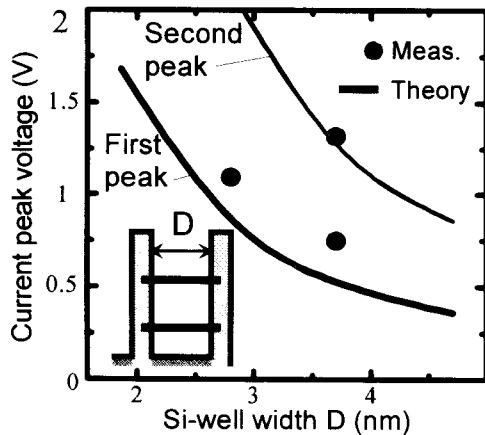 2
1.5
1
0.5
0
Current peak voltage (V)
Second
peak
Meas.
Theory
First
peak
D
2
3
4
Si-well width D (nm)